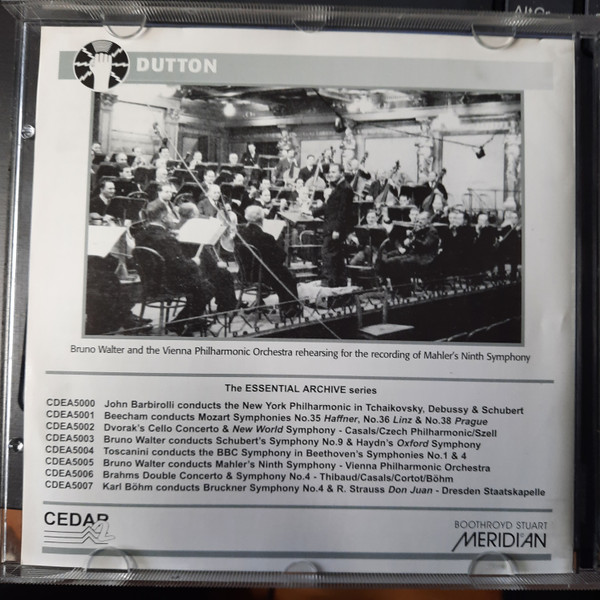 AltGr
DUTTON
Bruno Walter and the Vienna Philharmonic Orchestra rehearsing for the recording of Mahler's Ninth Symphony
The ESSENTIAL ARCHIVE series
CDEA5000 John Barbirolli conducts the New York Philharmonic in Tchaikovsky, Debussy & Schubert
CDEA5001 Beecham conducts Mozart Symphonies No.35 Haffner, No.36 Linz & No.38 Prague
CDEA5002 Dvorak's Cello Concerto & New World Symphony - Casals/Czech Philharmonic/Szell
CDEA5003 Bruno Walter conducts Schubert's Symphony No.9 & Haydn's Oxford Symphony
CDEA5004 Toscanini conducts the BBC Symphony in Beethoven's Symphonies No.1 & 4
CDEA5005 Bruno Walter conducts Mahler's Ninth Symphony - Vienna Philharmonic Orchestra
CDEA5006 Brahms Double Concerto & Symphony No.4 - Thibaud/Casals/Cortot/Böhm
CDEA5007 Karl Böhm conducts Bruckner Symphony No.4 & R. Strauss Don Juan - Dresden Staatskapelle
CEDAR
BOOTHROYD STUART
MERIDIAN